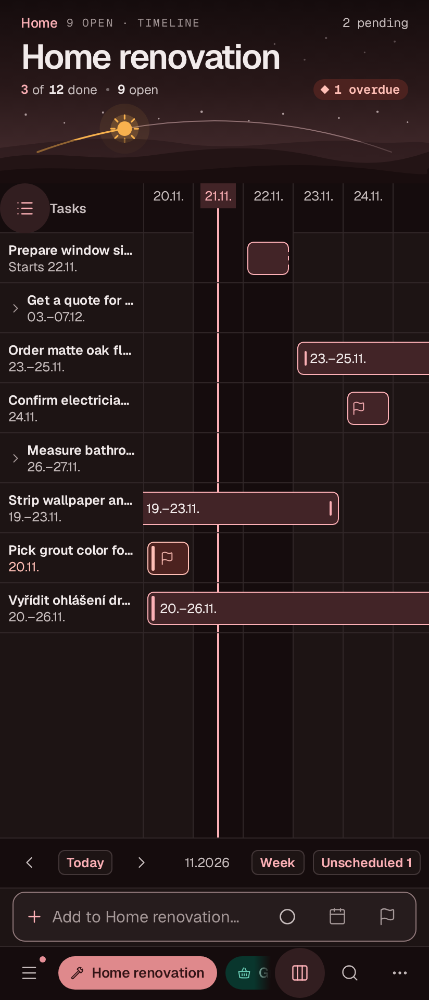 Home 9 OPEN · TIMELINE
2 pending
Home renovation
3 of 12 done • 9 open
◆ 1 overdue
Tasks
20.11.
21.11.
22.11.
23.11.
24.11.
Prepare window si...
Starts 22.11.
Get a quote for ...
03.–07.12.
Order matte oak fl...
23.–25.11.
23.–25.11.
Confirm electricia...
24.11.
Measure bathro...
26.–27.11.
Strip wallpaper an...
19.–23.11.
19.–23.11.
Pick grout color fo...
20.11.
Vyřídit ohlášení dr...
20.–26.11.
20.–26.11.
Today
11.2026
Week
Unscheduled 1
Add to Home renovation...
Home renovation
G